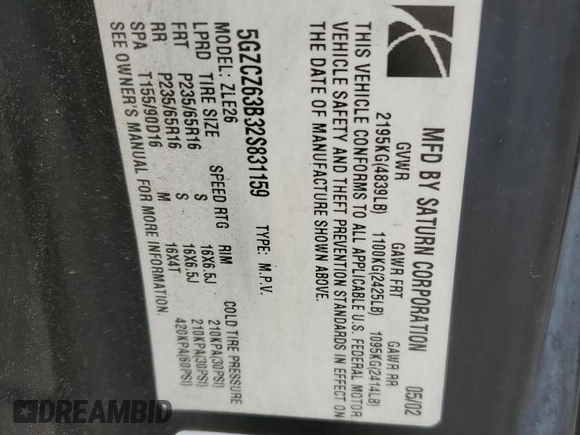 MFD BY SATURN CORPORATION 05/02
GVWR GAWR FRT GAWR RR
2195KG(4839LB) 1100KG(2425LB) 1095KG(2414LB)
THIS VEHICLE CONFORMS TO ALL APPLICABLE U.S. FEDERAL MOTOR
VEHICLE SAFETY AND THEFT PREVENTION STANDARDS IN EFFECT ON
THE DATE OF MANUFACTURE SHOWN ABOVE.
5GZCZ63B32S831159 TYPE: M.P.V.
MODEL: ZLE26
LPRD TIRE SIZE SPEED RTG RIM COLD TIRE PRESSURE
FRT P235/65R16 S 16X6.5J 210KPA(30PSI)
RR P235/65R16 S 16X6.5J 210KPA(30PSI)
SPA T155/90D16 M 16X4T 420KPA(60PSI)
SEE OWNER'S MANUAL FOR MORE INFORMATION.
DREAMBID